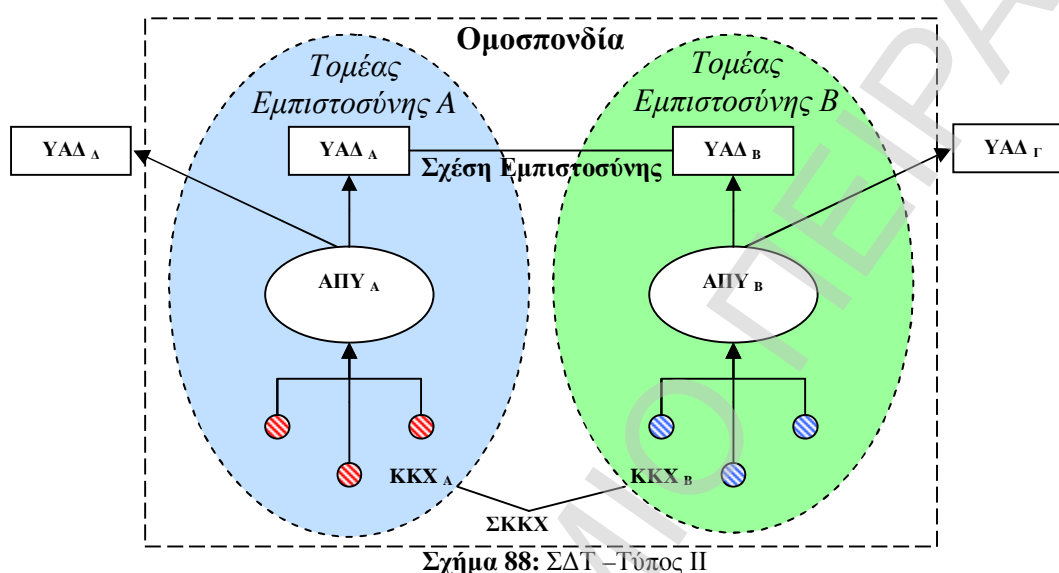 Ομοσπονδία
Τομέας
Εμπιστοσύνης Α
Τομέας
Εμπιστοσύνης Β
ΥΑΔ Δ
ΥΑΔ Α
Σχέση Εμπιστοσύνης
ΥΑΔ Β
ΥΑΔ Γ
ΑΠΥ Α
ΑΠΥ Β
ΚΚΧ Α
ΚΚΧ Β
ΣΚΚΧ
Σχήμα 88: ΣΔΤ –Τύπος ΙΙ